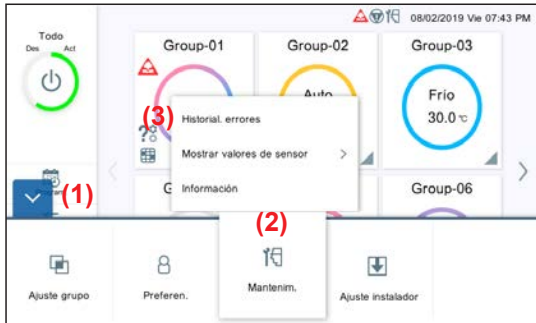 08/02/2019 Vie 07:43 PM
Todo
Des Act
Group-01
Group-02
Group-03
Auto
Frío
30.0 ℃
(3)
Historial. errores
Mostrar valores de sensor
Información
(1)
Group-06
(2)
Ajuste grupo
Preferen.
Mantenim.
Ajuste instalador